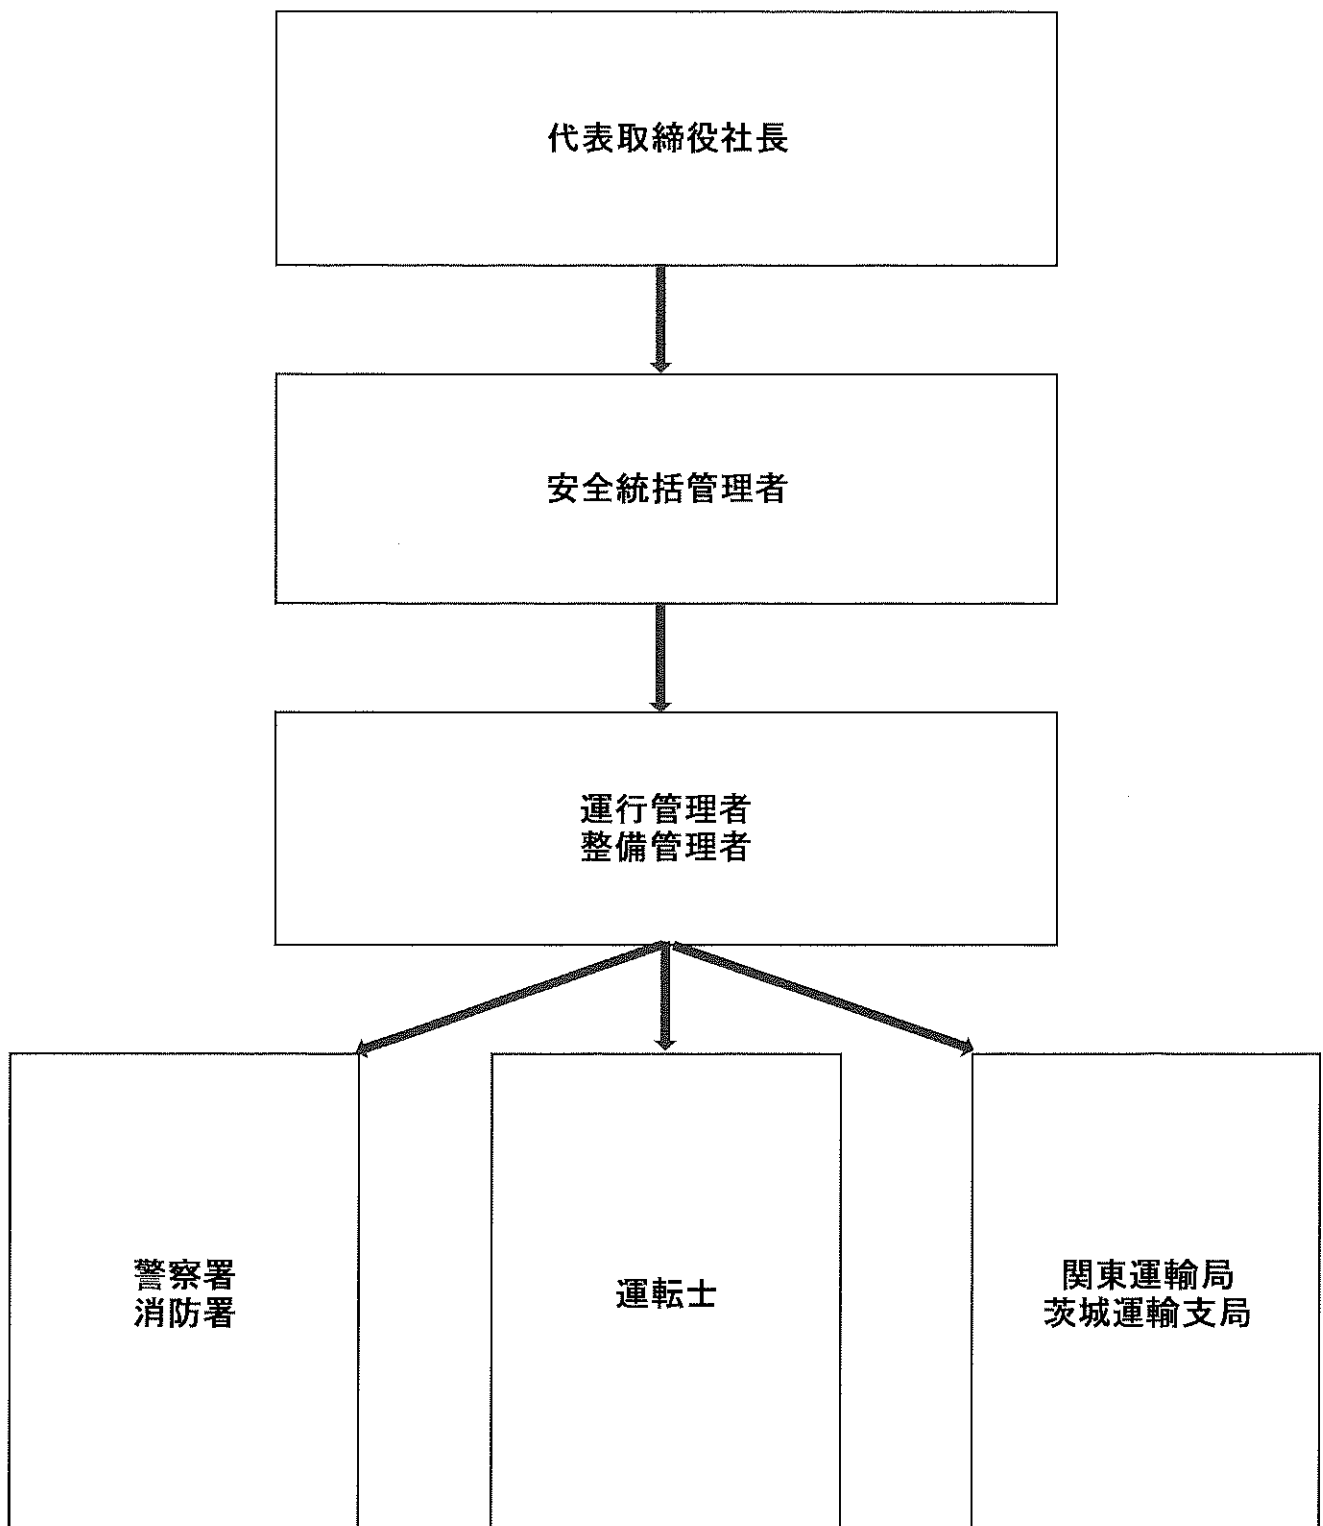 代表取締役社長
安全統括管理者
運行管理者
整備管理者
警察署
消防署
運転士
関東運輸局
茨城運輸支局